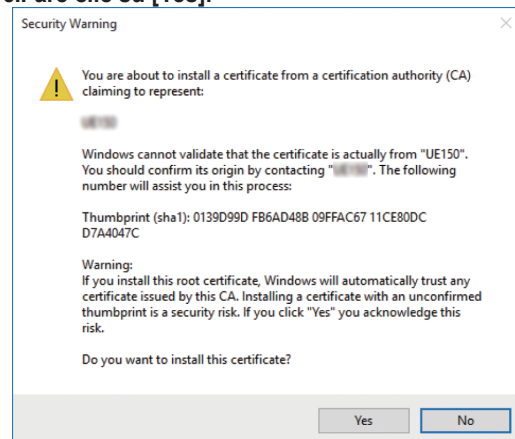 [Yes].
Security Warning
You are about to install a certificate from a certification authority (CA)
claiming to represent:
Windows cannot validate that the certificate is actually from "UE150".
You should confirm its origin by contacting "       ". The following
number will assist you in this process:
Thumbprint (sha1): 0139D99D FB6AD48B 09FFAC67 11CE80DC
D7A4047C
Warning:
If you install this root certificate, Windows will automatically trust any
certificate issued by this CA. Installing a certificate with an unconfirmed
thumbprint is a security risk. If you click "Yes" you acknowledge this
risk.
Do you want to install this certificate?
Yes No